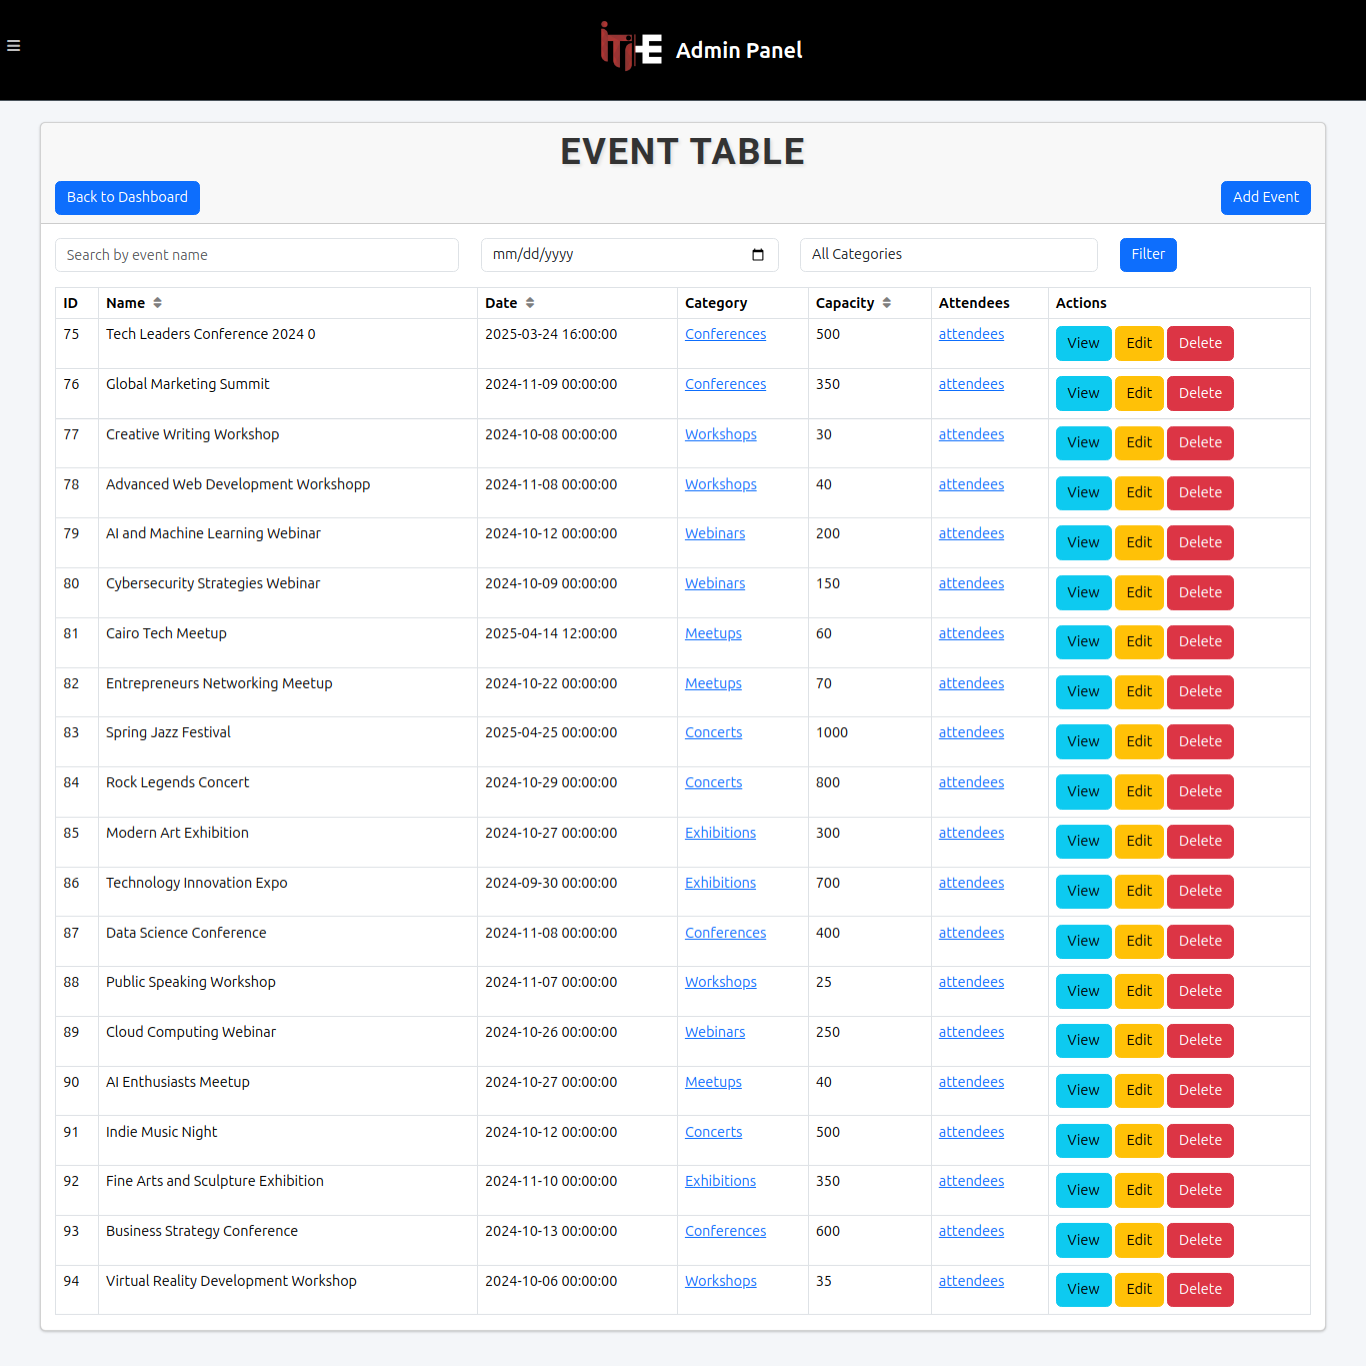 iTi-E Admin Panel
EVENT TABLE
Back to Dashboard Add Event
Search by event name mm/dd/yyyy All Categories Filter
ID Name Date Category Capacity Attendees Actions
75 Tech Leaders Conference 2024 0 2025-03-24 16:00:00 Conferences 500 attendees View Edit Delete
76 Global Marketing Summit 2024-11-09 00:00:00 Conferences 350 attendees View Edit Delete
77 Creative Writing Workshop 2024-10-08 00:00:00 Workshops 30 attendees View Edit Delete
78 Advanced Web Development Workshopp 2024-11-08 00:00:00 Workshops 40 attendees View Edit Delete
79 AI and Machine Learning Webinar 2024-10-12 00:00:00 Webinars 200 attendees View Edit Delete
80 Cybersecurity Strategies Webinar 2024-10-09 00:00:00 Webinars 150 attendees View Edit Delete
81 Cairo Tech Meetup 2025-04-14 12:00:00 Meetups 60 attendees View Edit Delete
82 Entrepreneurs Networking Meetup 2024-10-22 00:00:00 Meetups 70 attendees View Edit Delete
83 Spring Jazz Festival 2025-04-25 00:00:00 Concerts 1000 attendees View Edit Delete
84 Rock Legends Concert 2024-10-29 00:00:00 Concerts 800 attendees View Edit Delete
85 Modern Art Exhibition 2024-10-27 00:00:00 Exhibitions 300 attendees View Edit Delete
86 Technology Innovation Expo 2024-09-30 00:00:00 Exhibitions 700 attendees View Edit Delete
87 Data Science Conference 2024-11-08 00:00:00 Conferences 400 attendees View Edit Delete
88 Public Speaking Workshop 2024-11-07 00:00:00 Workshops 25 attendees View Edit Delete
89 Cloud Computing Webinar 2024-10-26 00:00:00 Webinars 250 attendees View Edit Delete
90 AI Enthusiasts Meetup 2024-10-27 00:00:00 Meetups 40 attendees View Edit Delete
91 Indie Music Night 2024-10-12 00:00:00 Concerts 500 attendees View Edit Delete
92 Fine Arts and Sculpture Exhibition 2024-11-10 00:00:00 Exhibitions 350 attendees View Edit Delete
93 Business Strategy Conference 2024-10-13 00:00:00 Conferences 600 attendees View Edit Delete
94 Virtual Reality Development Workshop 2024-10-06 00:00:00 Workshops 35 attendees View Edit Delete